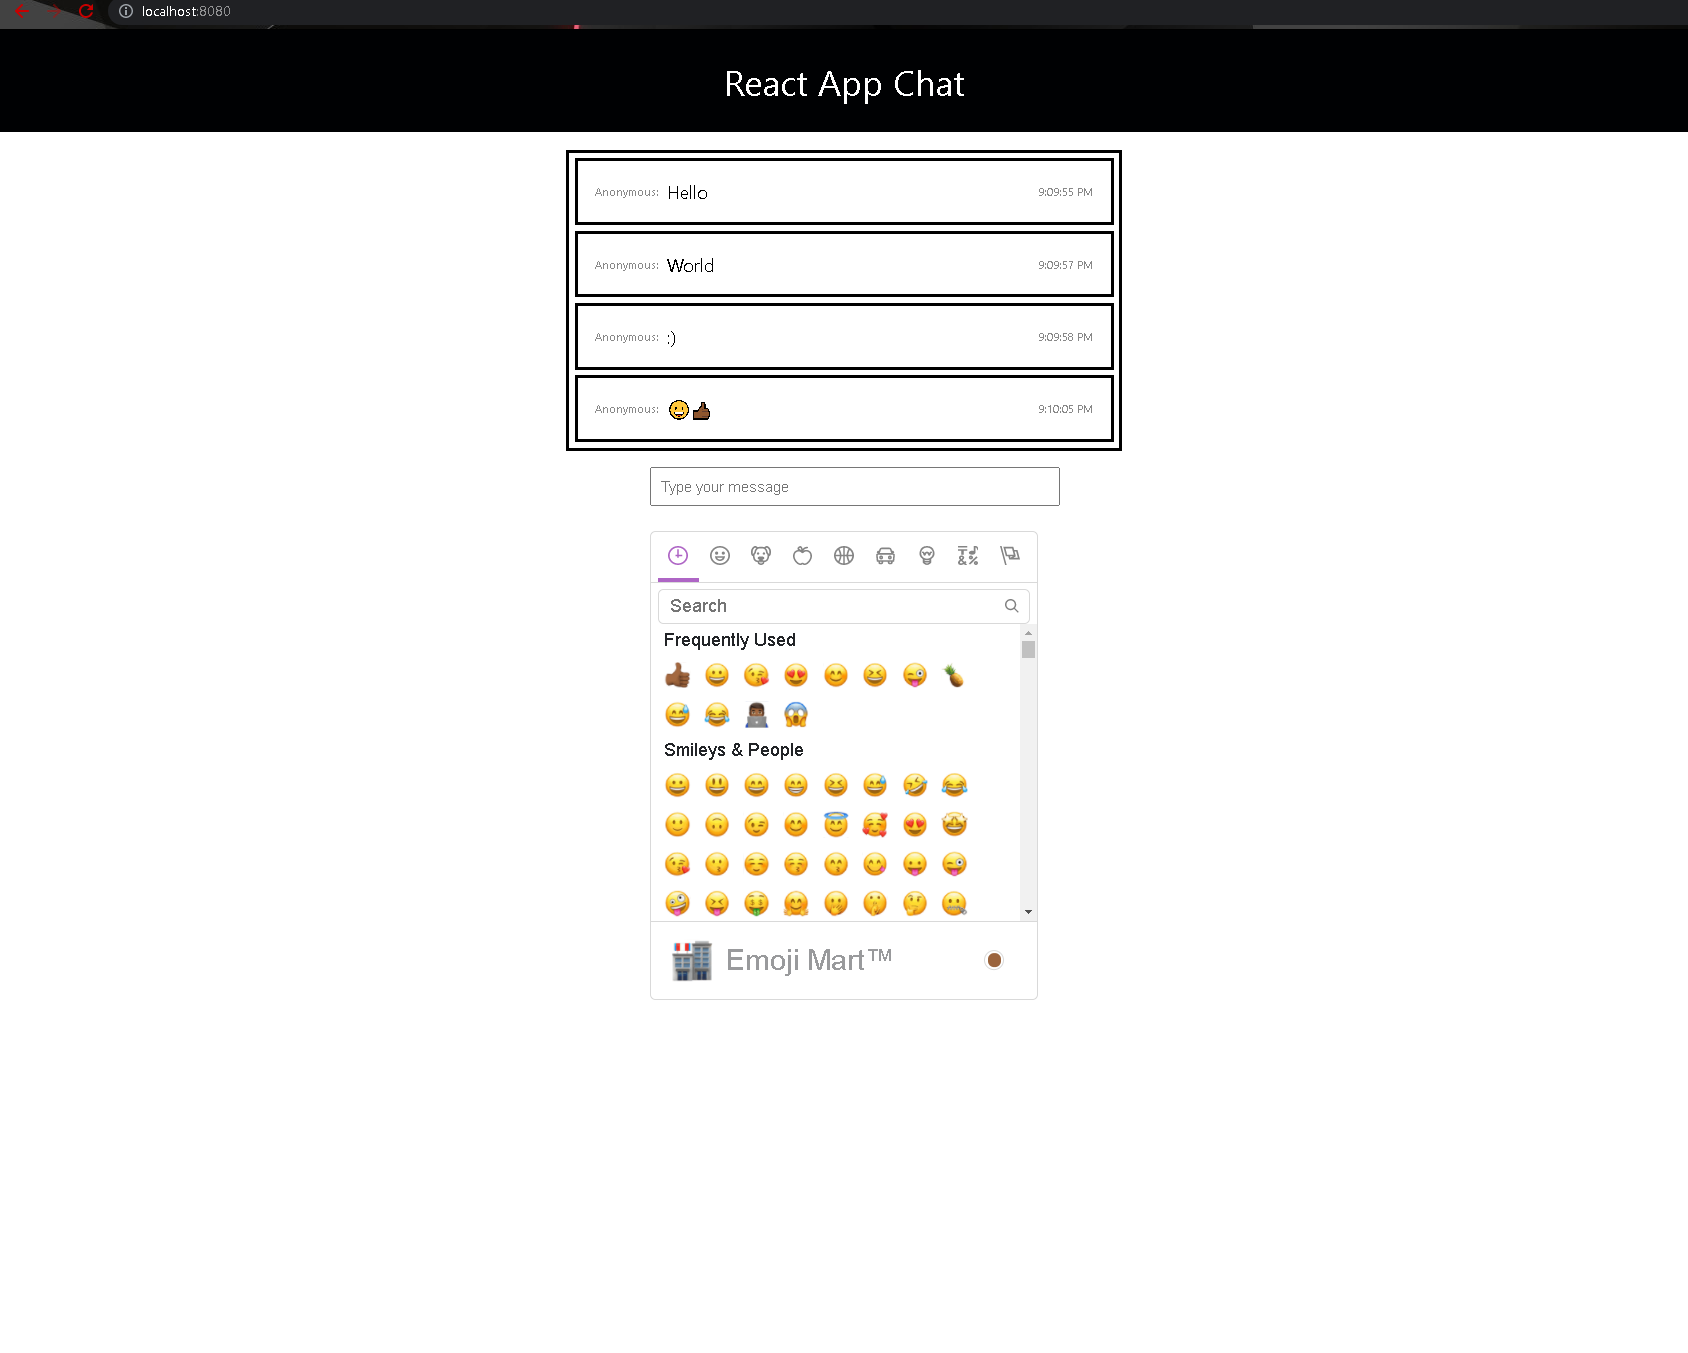 localhost:8080
React App Chat
Anonymous: Hello 9:09:55 PM
Anonymous: World 9:09:57 PM
Anonymous: :) 9:09:58 PM
Anonymous: 😀👍🏾 9:10:05 PM
Type your message
Search
Frequently Used
Smileys & People
Emoji Mart™